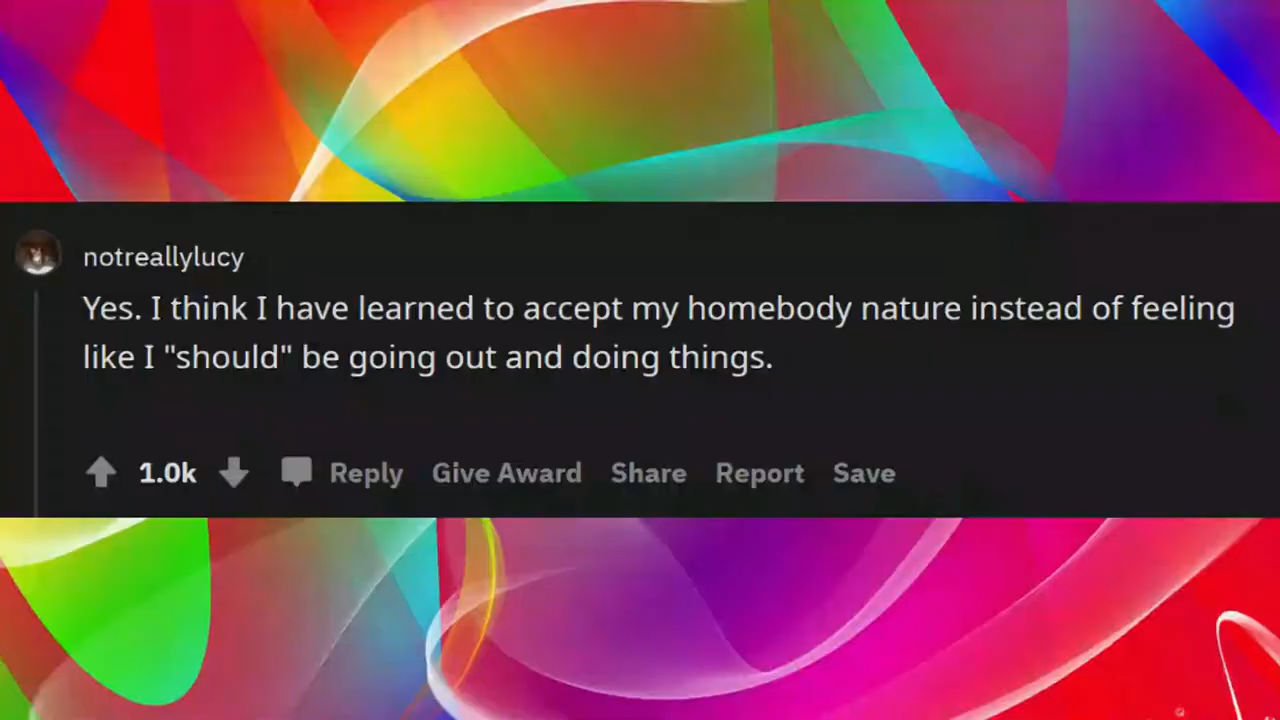 notreallylucy
Yes. I think I have learned to accept my homebody nature instead of feeling
like I "should" be going out and doing things.
1.0k Reply Give Award Share Report Save